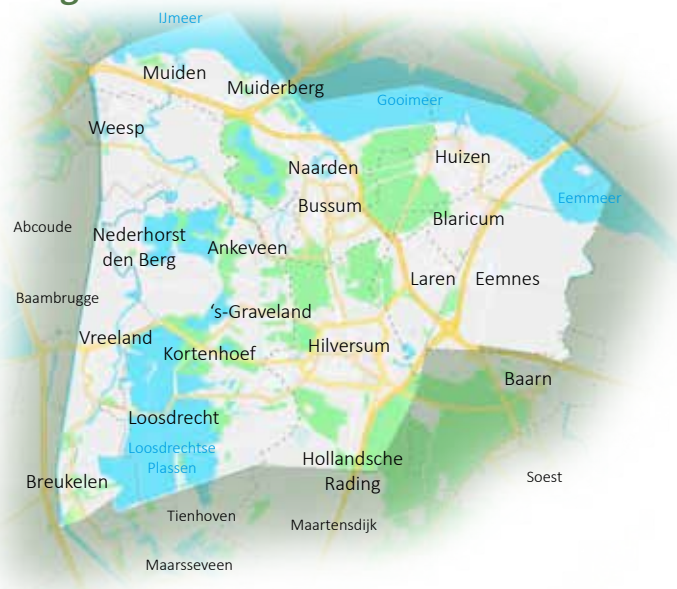 g
IJmeer
Muiden
Muiderberg
Gooimeer
Weesp
Huizen
Naarden
Bussum
Eemmeer
Blaricum
Abcoude
Nederhorst
den Berg
Ankeveen
Laren
Eemnes
Baambrugge
's-Graveland
Vreeland
Kortenhoef
Hilversum
Baarn
Loosdrecht
Loosdrechtse
Plassen
Hollandsche
Rading
Breukelen
Soest
Tienhoven
Maartensdijk
Maarsseveen